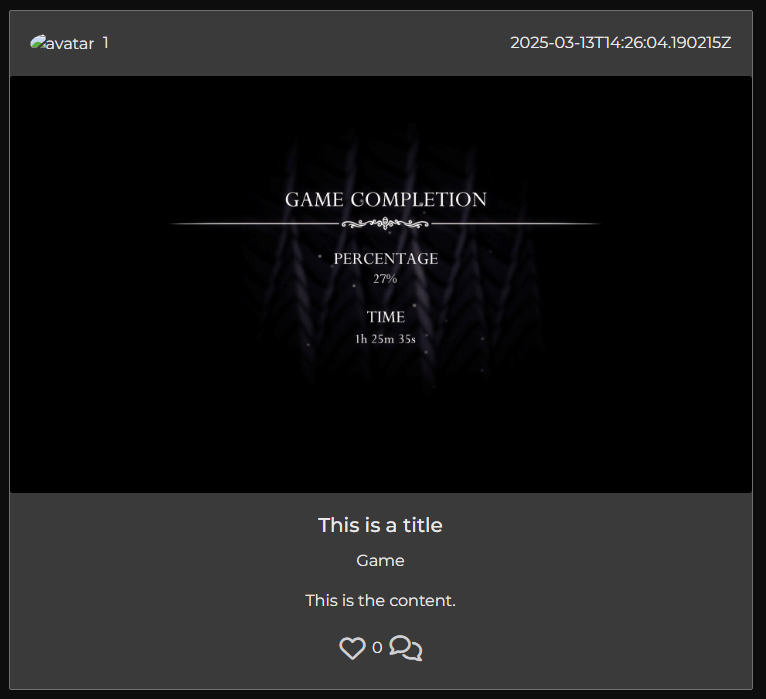 avatar 1 2025-03-13T14:26:04.190215Z
GAME COMPLETION
PERCENTAGE
27%
TIME
1h 25m 35s
This is a title
Game
This is the content.
0